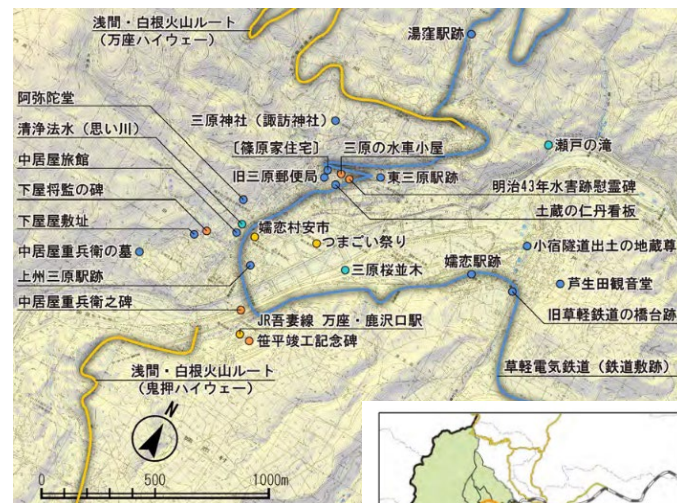 浅間・白根火山ルート
(万座ハイウェー)
湯窪駅跡
阿弥陀堂
三原神社(諏訪神社)
清浄法水(思い川)
[篠原家住宅]
三原の水車小屋
瀬戸の滝
中居屋旅館
旧三原郵便局
東三原駅跡
明治43年水害跡慰霊碑
下屋将監の碑
土蔵の仁丹看板
下屋屋敷址
嬬恋村安市
つまごい祭り
小宿隧道出土の地蔵尊
中居屋重兵衛の墓
嬬恋駅跡
上州三原駅跡
三原桜並木
芦生田観音堂
中居屋重兵衛之碑
JR吾妻線 万座・鹿沢口駅
旧草軽鉄道の橋台跡
笹平竣工記念碑
草軽電気鉄道(鉄道敷跡)
浅間・白根火山ルート
(鬼押ハイウェー)
N
0 500 1000m